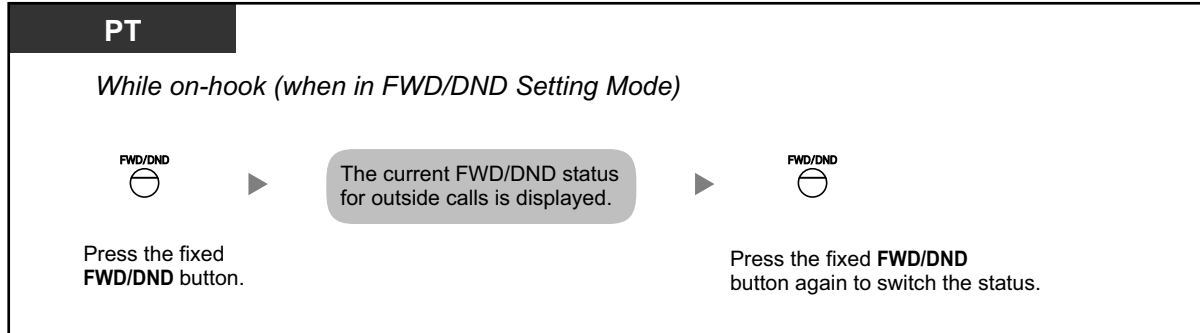 PT
While on-hook (when in FWD/DND Setting Mode)
FWD/DND
The current FWD/DND status
for outside calls is displayed.
FWD/DND
Press the fixed
FWD/DND button.
Press the fixed FWD/DND
button again to switch the status.